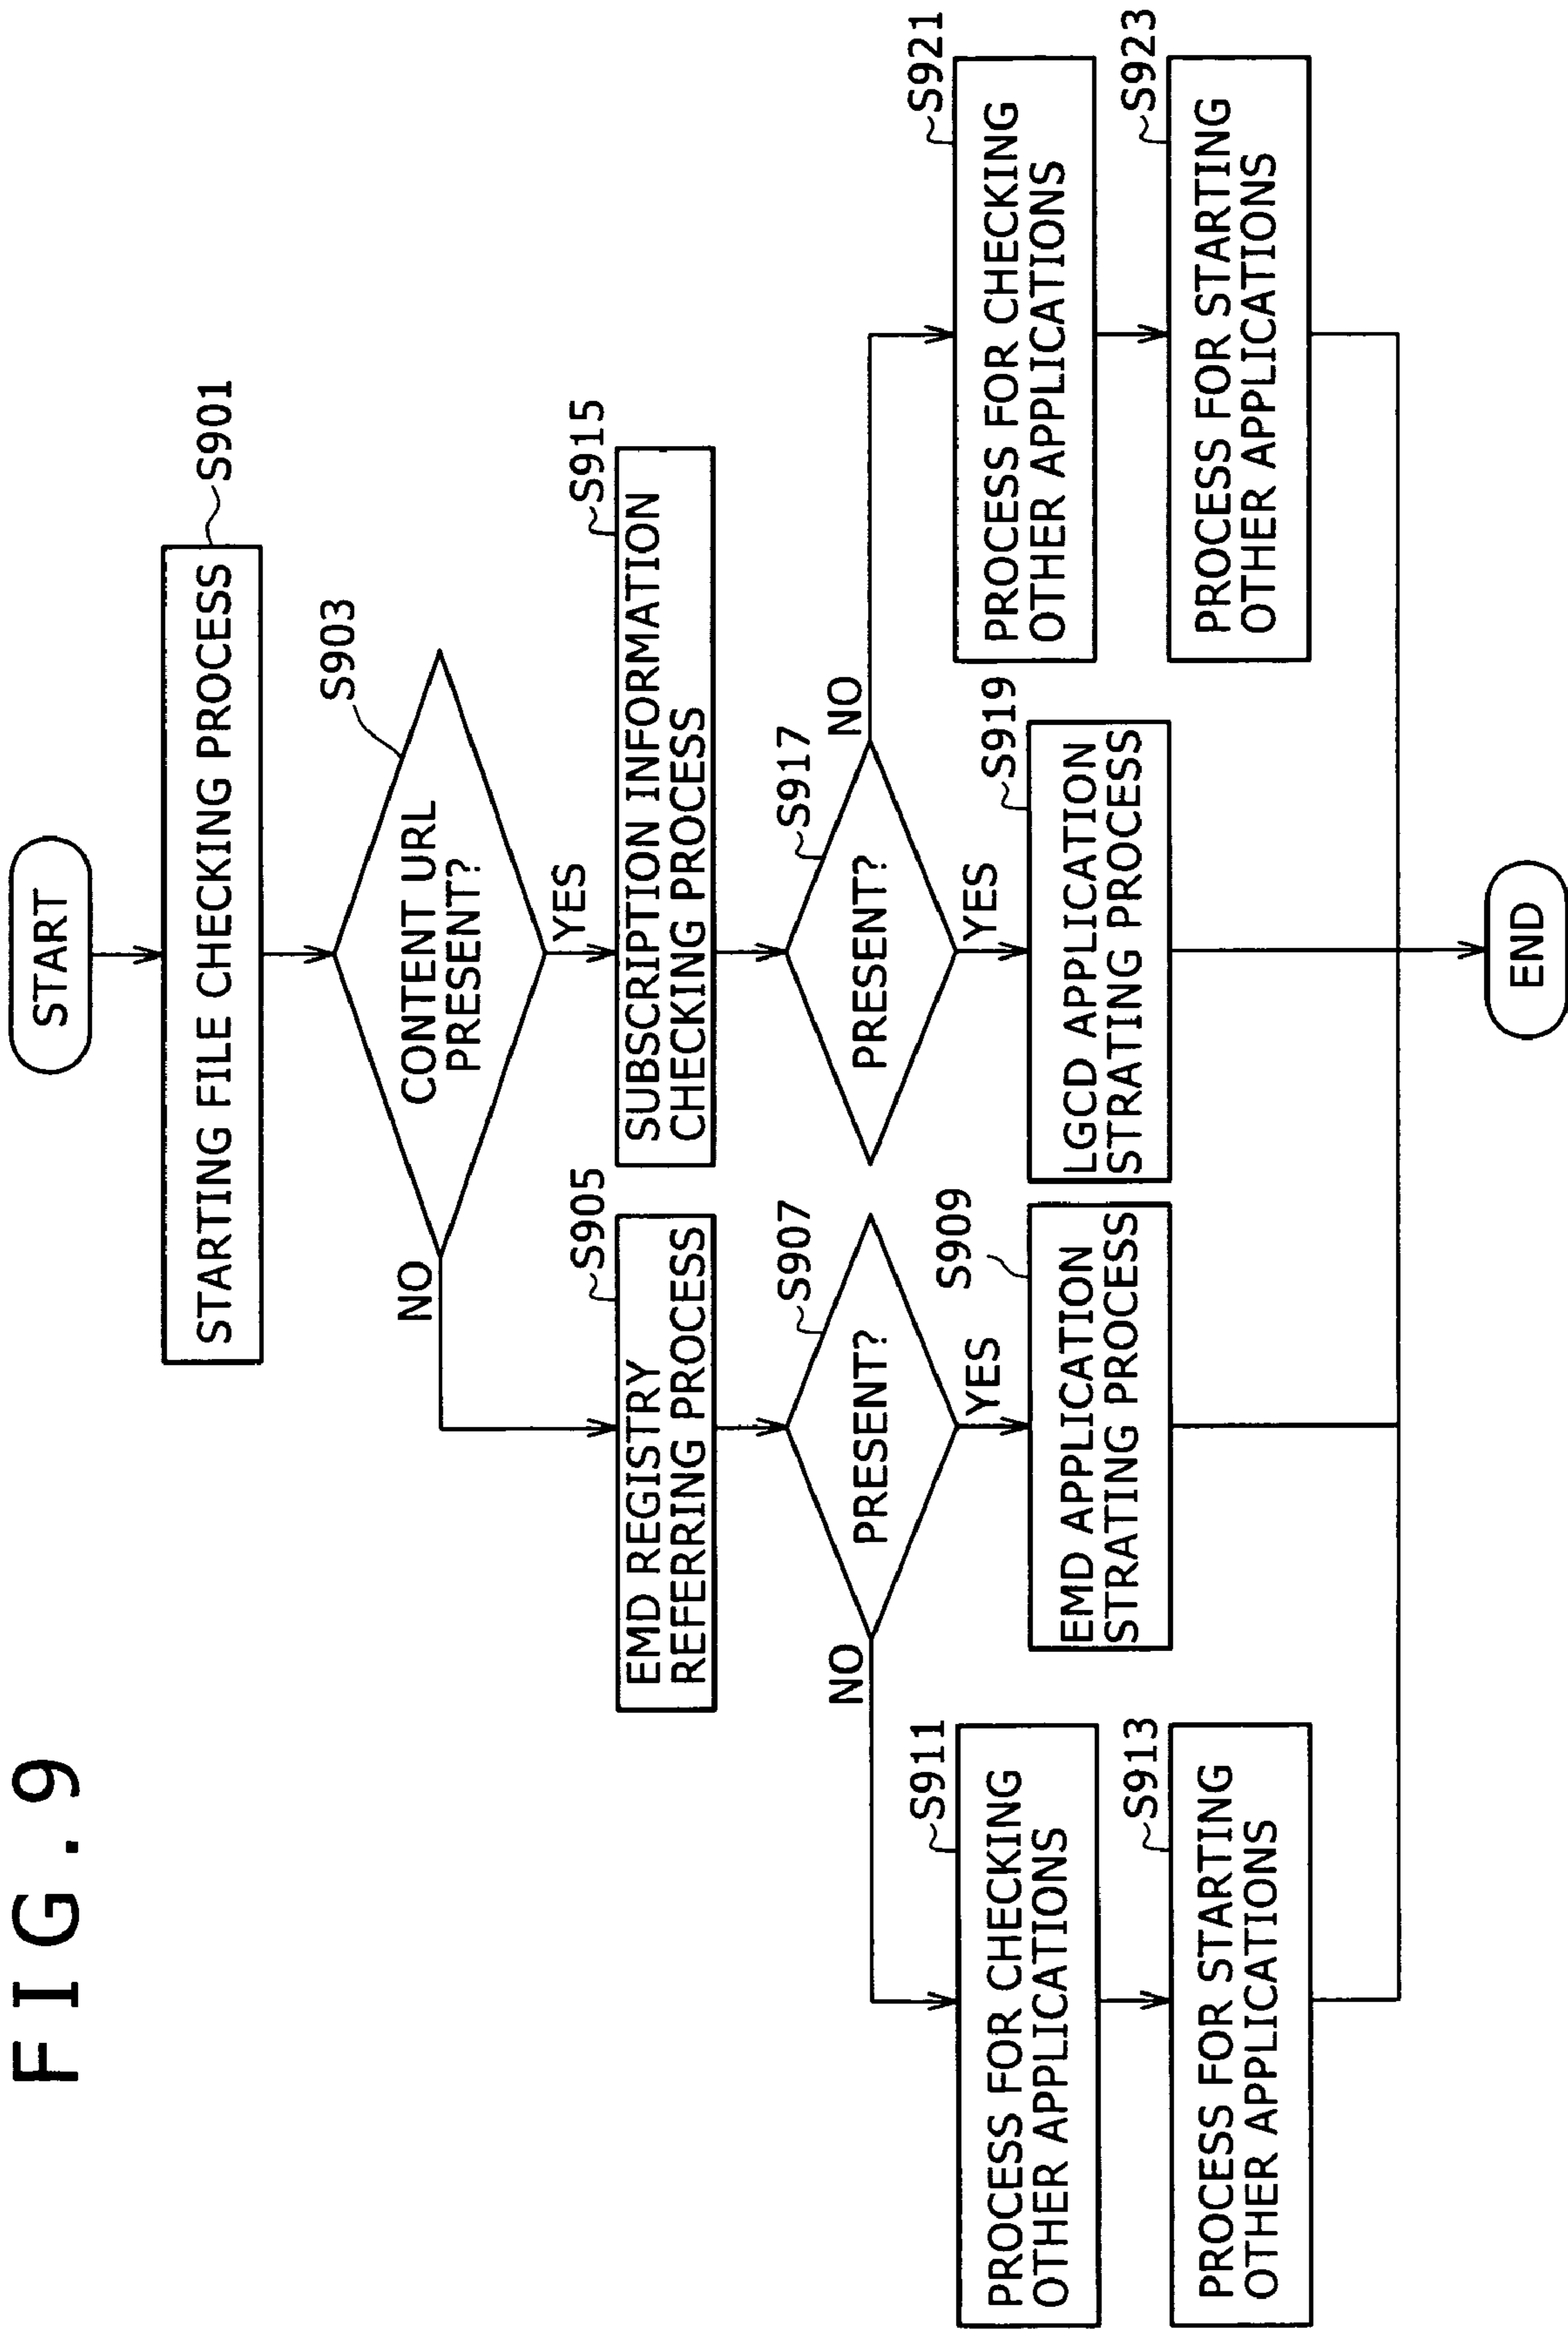 FIG.9
START
STARTING FILE CHECKING PROCESS
S901
CONTENT URL
PRESENT?
S903
NO
YES
EMD REGISTRY
REFERRING PROCESS
S905
SUBSCRIPTION INFORMATION
CHECKING PROCESS
S915
PRESENT?
S907
NO
YES
PRESENT?
S917
YES
NO
PROCESS FOR CHECKING
OTHER APPLICATIONS
S911
EMD APPLICATION
STRATING PROCESS
S909
LGCD APPLICATION
STRATING PROCESS
S919
PROCESS FOR CHECKING
OTHER APPLICATIONS
S921
PROCESS FOR STARTING
OTHER APPLICATIONS
S913
PROCESS FOR STARTING
OTHER APPLICATIONS
S923
END